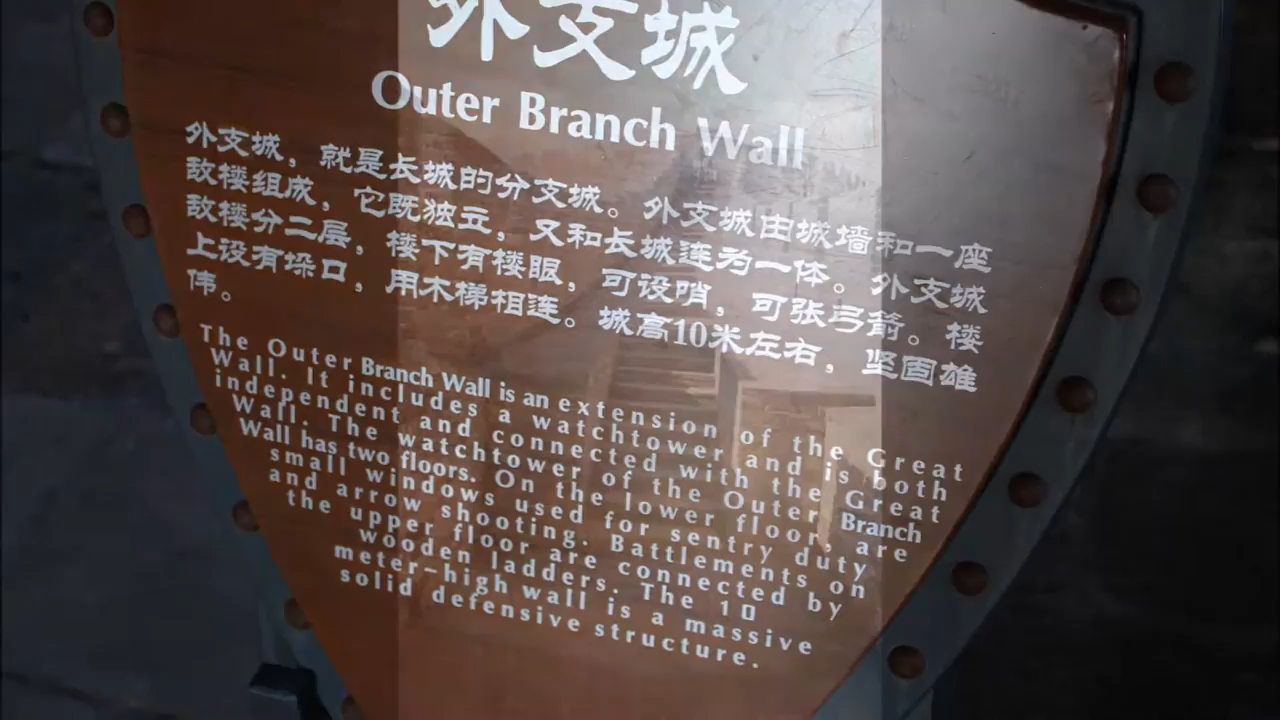 外支城
Outer Branch Wall
外支城，就是长城的分支城。外支城由城墙和一座
敌楼组成，它既独立，又和长城连为一体。外支城
敌楼分二层，楼下有楼眼，可设哨，可张弓箭。楼
上设有垛口，用木梯相连。城高10米左右，坚固雄
伟。
The Outer Branch Wall is an extension of the Great
Wall. It includes a watchtower and is both
independent and connected with the Great
Wall. The watchtower of the Outer Branch
Wall has two floors. On the lower floor, are
small windows used for sentry duty
and arrow shooting. Battlements on
the upper floor are connected by
wooden ladders. The 10
meter-high wall is a massive
solid defensive structure.